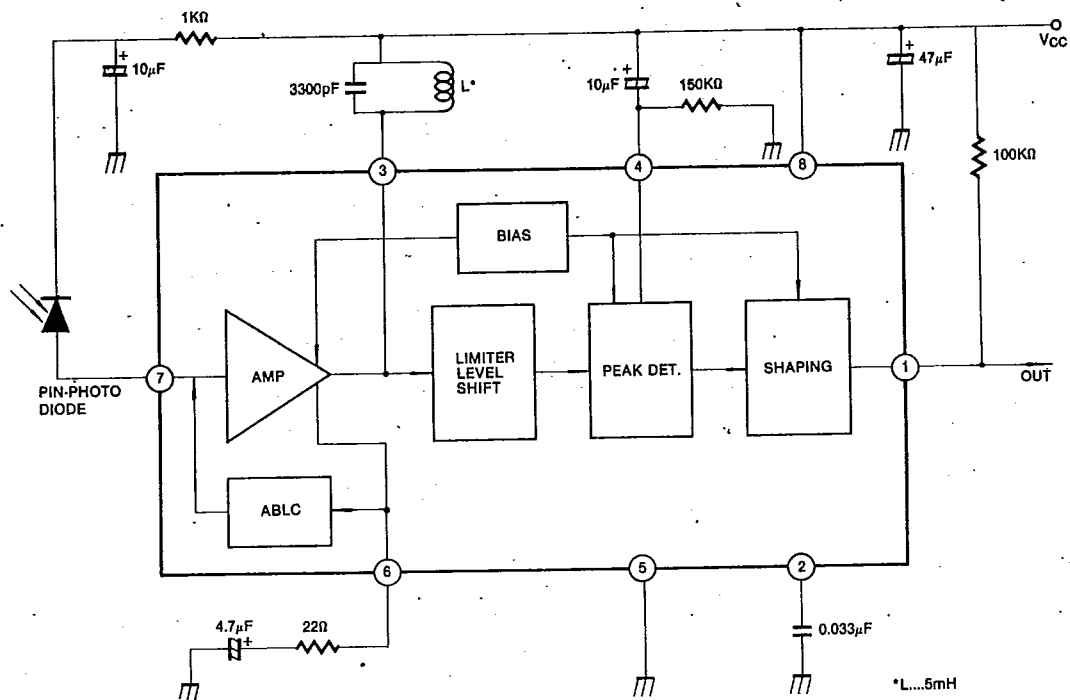 1KΩ
VCC
+
10μF
3300pF
L*
+
10μF
150KΩ
+
47μF
100KΩ
3
4
8
BIAS
PIN-PHOTO
DIODE
7
AMP
LIMITER
LEVEL
SHIFT
PEAK DET.
SHAPING
1
OUT
ABLC
6
5
2
4.7μF
+
22Ω
0.033μF
*L....5mH